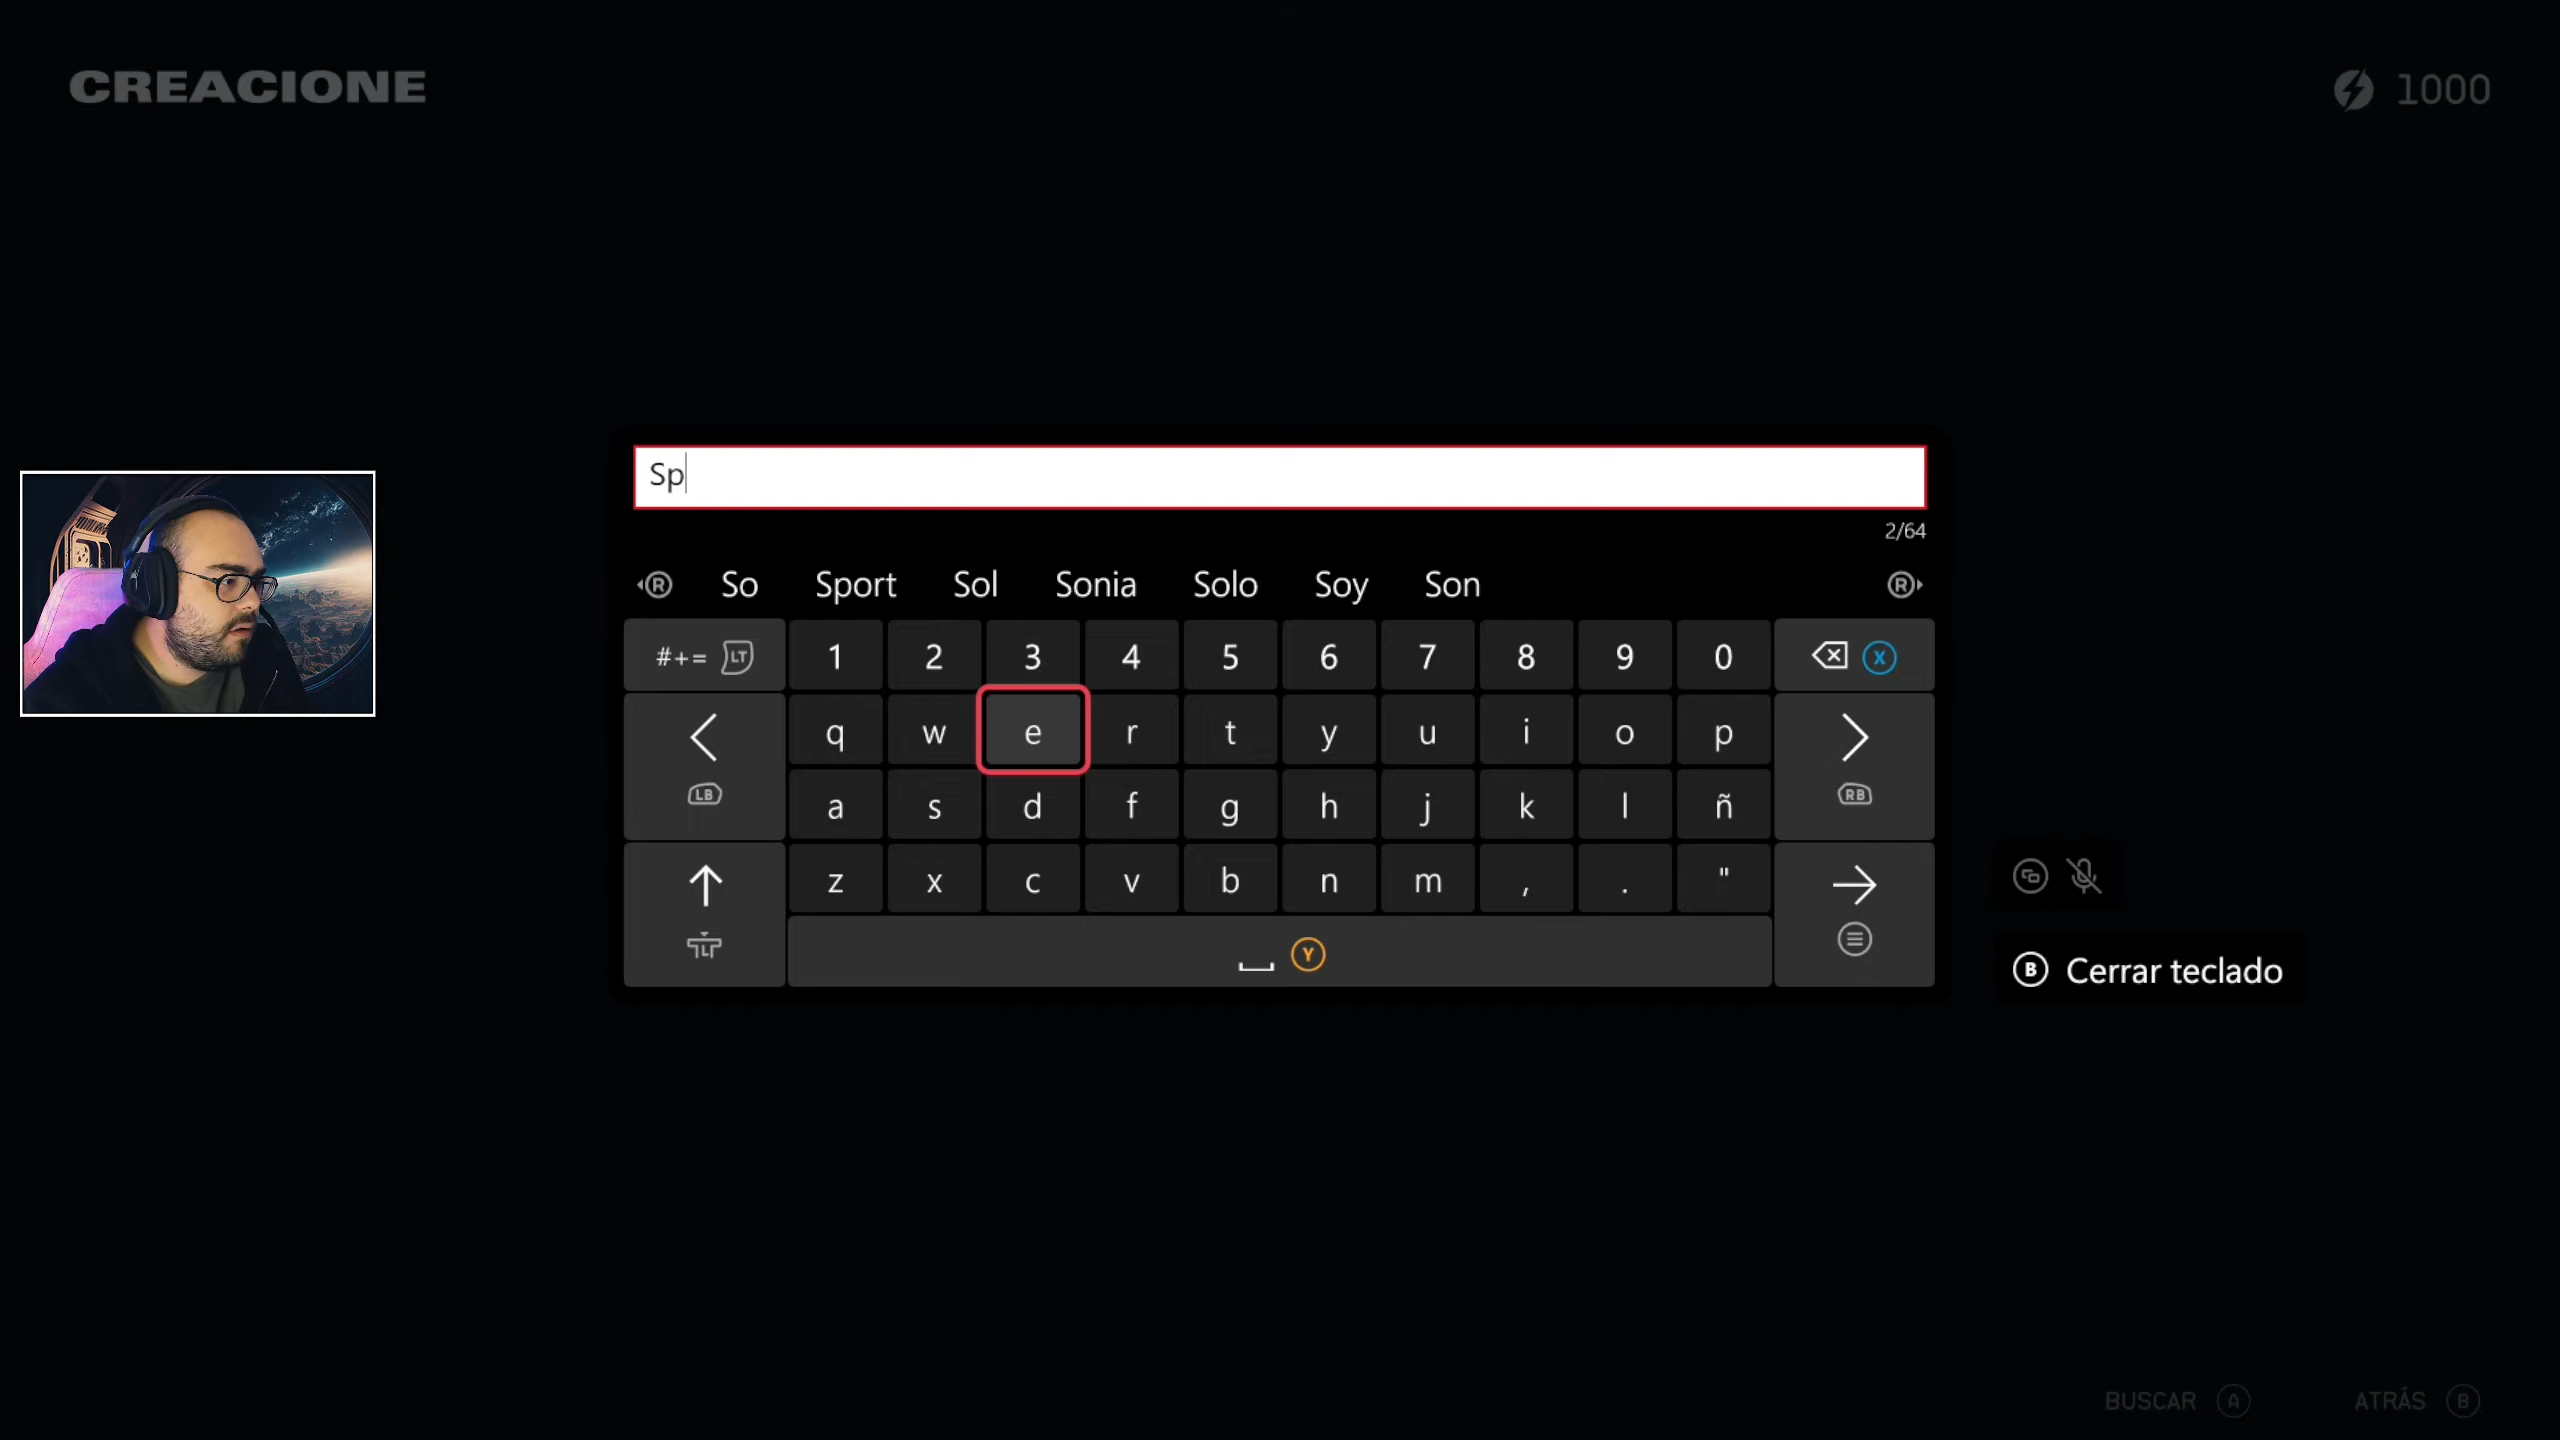 CREACIONE
1000
Sp
2/64
R So Sport Sol Sonia Solo Soy Son R
#+= LT 1 2 3 4 5 6 7 8 9 0 X
q w e r t y u i o p
LB a s d f g h j k l ñ RB
z x c v b n m , . "
Y
B Cerrar teclado
BUSCAR A ATRÁS B